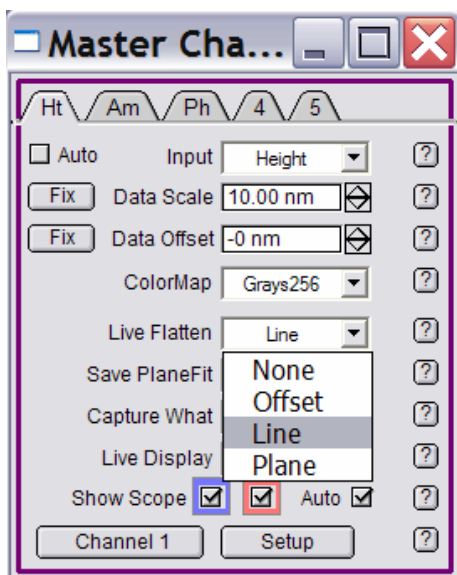 Master Cha...
Ht Am Ph 4 5
Auto Input Height ?
Fix Data Scale 10.00 nm ?
Fix Data Offset -0 nm ?
ColorMap Grays256 ?
Live Flatten Line ?
Save PlaneFit None ?
Offset
Capture What Line ?
Live Display Plane ?
Show Scope Auto ?
Channel 1 Setup ?